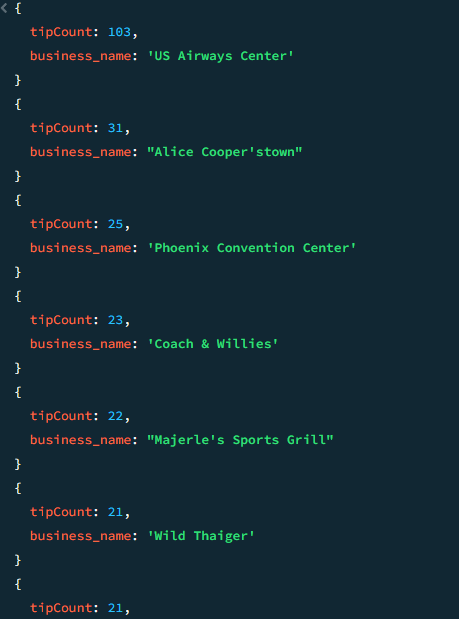 {
tipCount: 103,
business_name: 'US Airways Center'
}
{
tipCount: 31,
business_name: "Alice Cooper'stown"
}
{
tipCount: 25,
business_name: 'Phoenix Convention Center'
}
{
tipCount: 23,
business_name: 'Coach & Willies'
}
{
tipCount: 22,
business_name: "Majerle's Sports Grill"
}
{
tipCount: 21,
business_name: 'Wild Thaiger'
}
{
tipCount: 21,